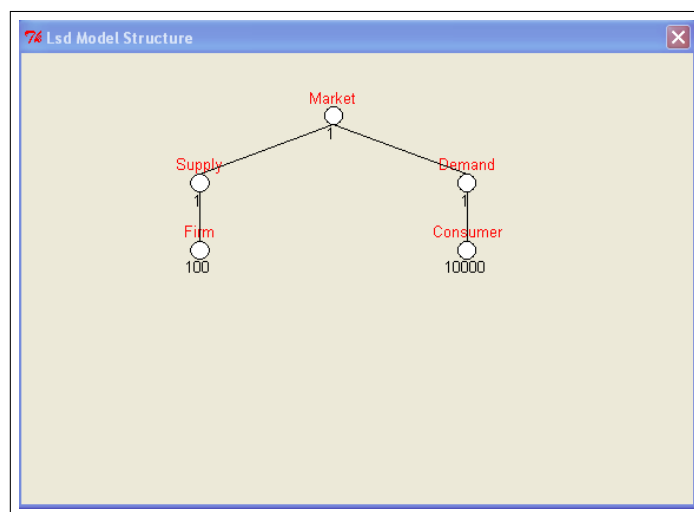 Lsd Model Structure
Market
1
Supply
Demand
1
1
Firm
Consumer
100
10000